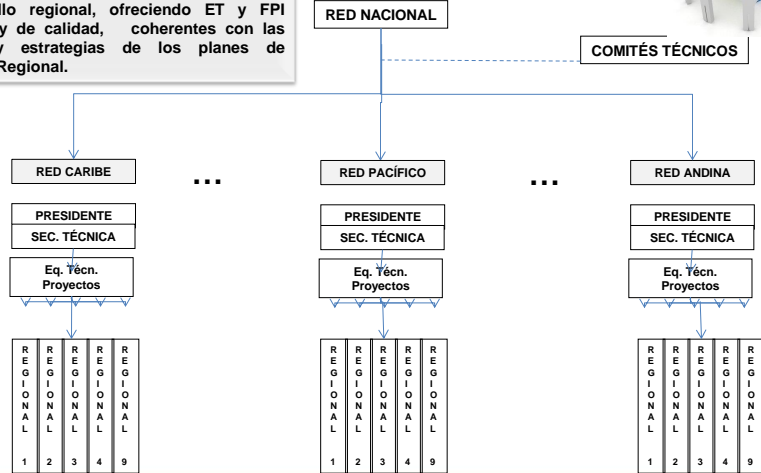 llo regional, ofreciendo ET y FPI
y de calidad, coherentes con las
y estrategias de los planes de
Regional.
RED NACIONAL
COMITÉS TÉCNICOS
RED CARIBE
...
RED PACÍFICO
...
RED ANDINA
PRESIDENTE
SEC. TÉCNICA
Eq. Técn.
Proyectos
PRESIDENTE
SEC. TÉCNICA
Eq. Técn.
Proyectos
PRESIDENTE
SEC. TÉCNICA
Eq. Técn.
Proyectos
REGIONAL 1
REGIONAL 2
REGIONAL 3
REGIONAL 4
REGIONAL 9
REGIONAL 1
REGIONAL 2
REGIONAL 3
REGIONAL 4
REGIONAL 9
REGIONAL 1
REGIONAL 2
REGIONAL 3
REGIONAL 4
REGIONAL 9